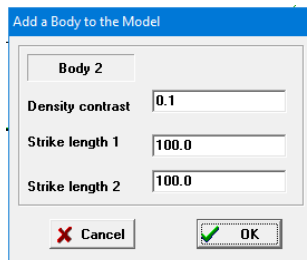 Add a Body to the Model
Body 2
Density contrast 0.1
Strike length 1 100.0
Strike length 2 100.0
Cancel OK